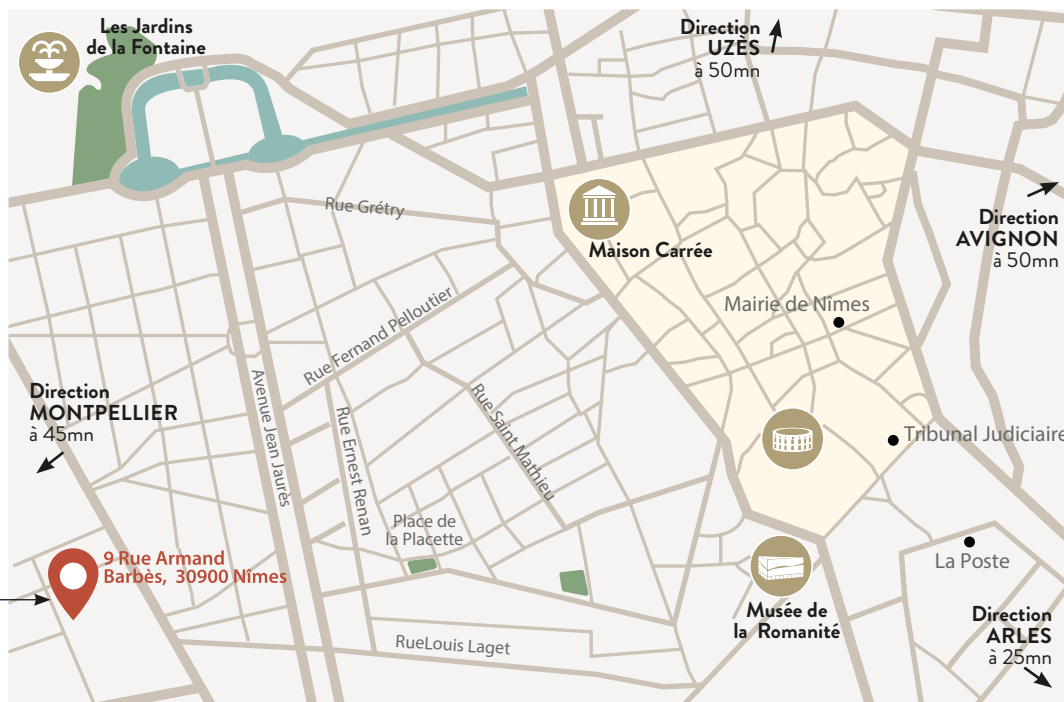 Les Jardins
de la Fontaine
Direction
UZÈS
à 50mn
Rue Grétry
Maison Carrée
Direction
AVIGNON
à 50mn
Mairie de Nîmes
Rue Fernand Pelloutier
Direction
MONTPELLIER
à 45mn
Avenue Jean Jaurès
Rue Ernest Renan
Rue Saint Mathieu
Tribunal Judiciaire
Place de
la Placette
9 Rue Armand
Barbès, 30900 Nîmes
La Poste
Musée de
la Romanité
RueLouis Laget
Direction
ARLES
à 25mn